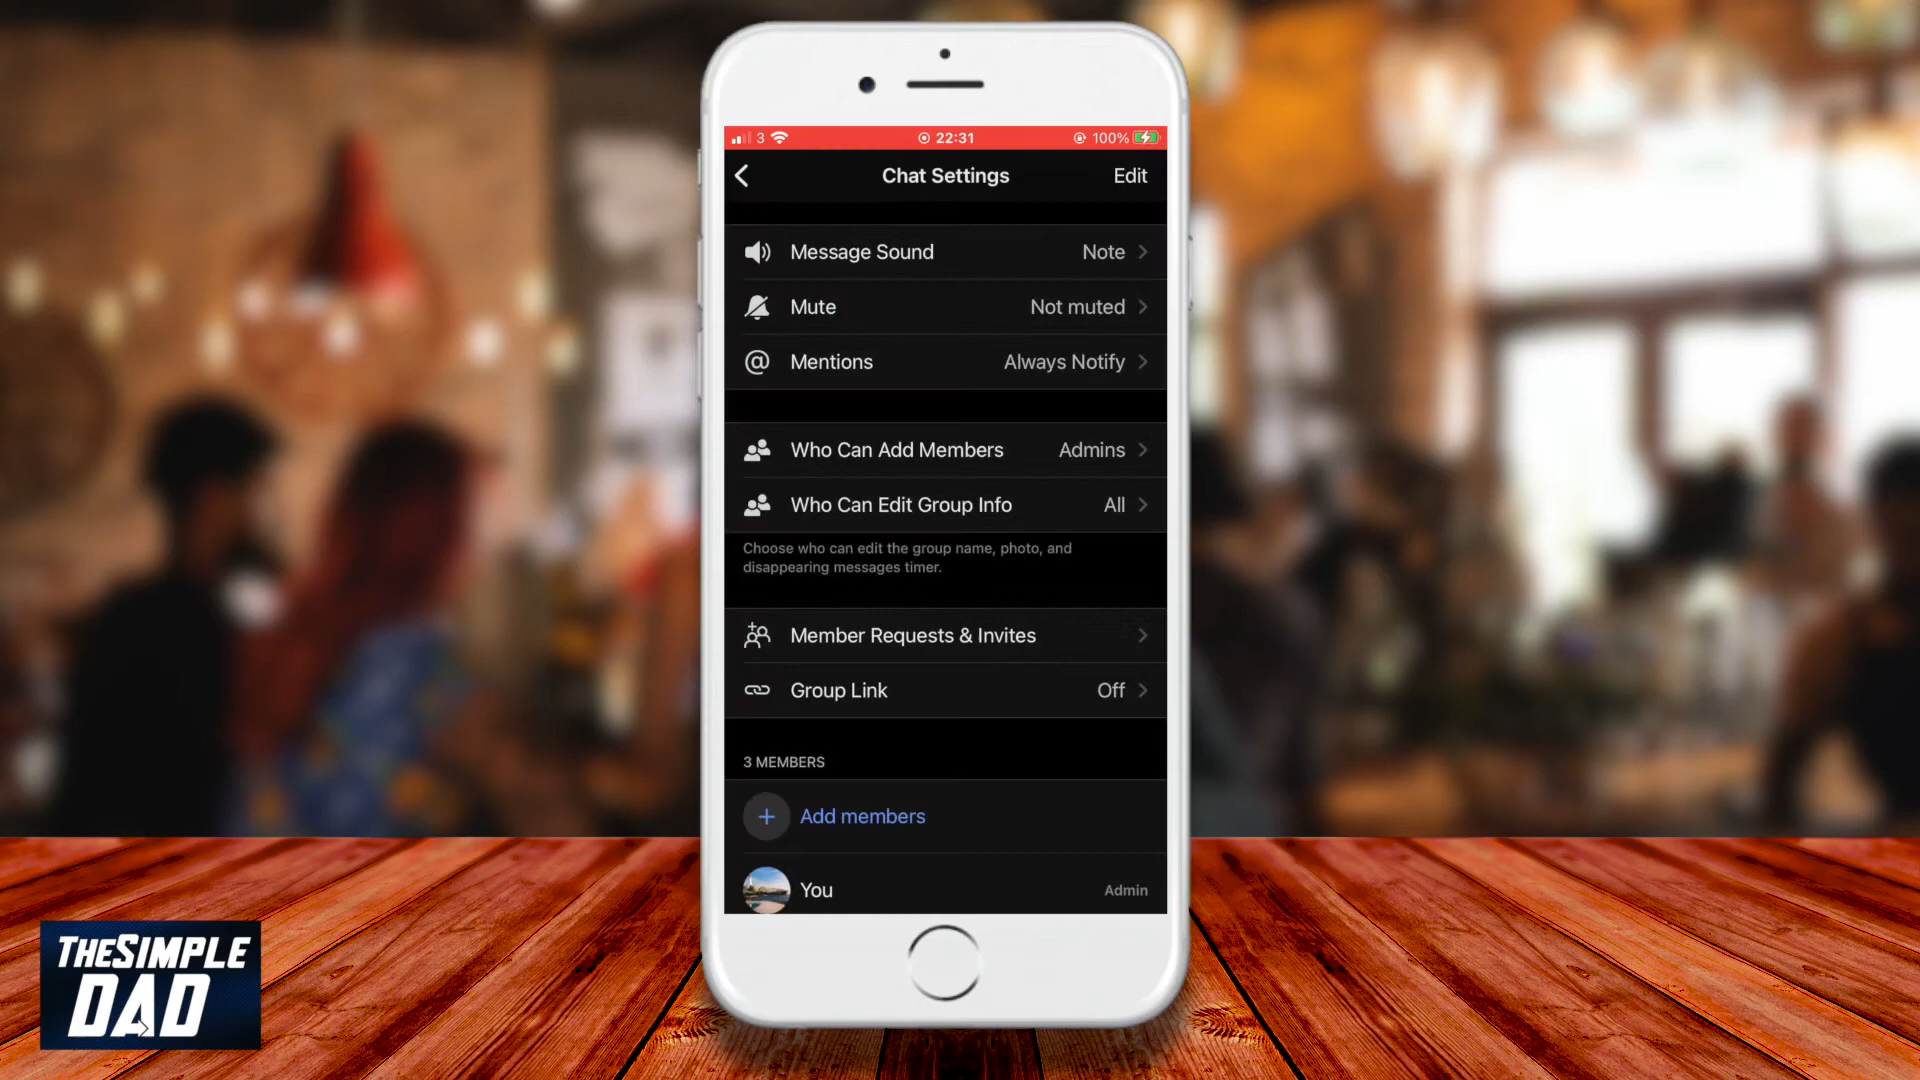 3 22:31 100%
Chat Settings Edit
Message Sound Note
Mute Not muted
@ Mentions Always Notify
Who Can Add Members Admins
Who Can Edit Group Info All
Choose who can edit the group name, photo, and
disappearing messages timer.
Member Requests & Invites
Group Link Off
3 MEMBERS
+ Add members
You Admin
THESIMPLE
DAD